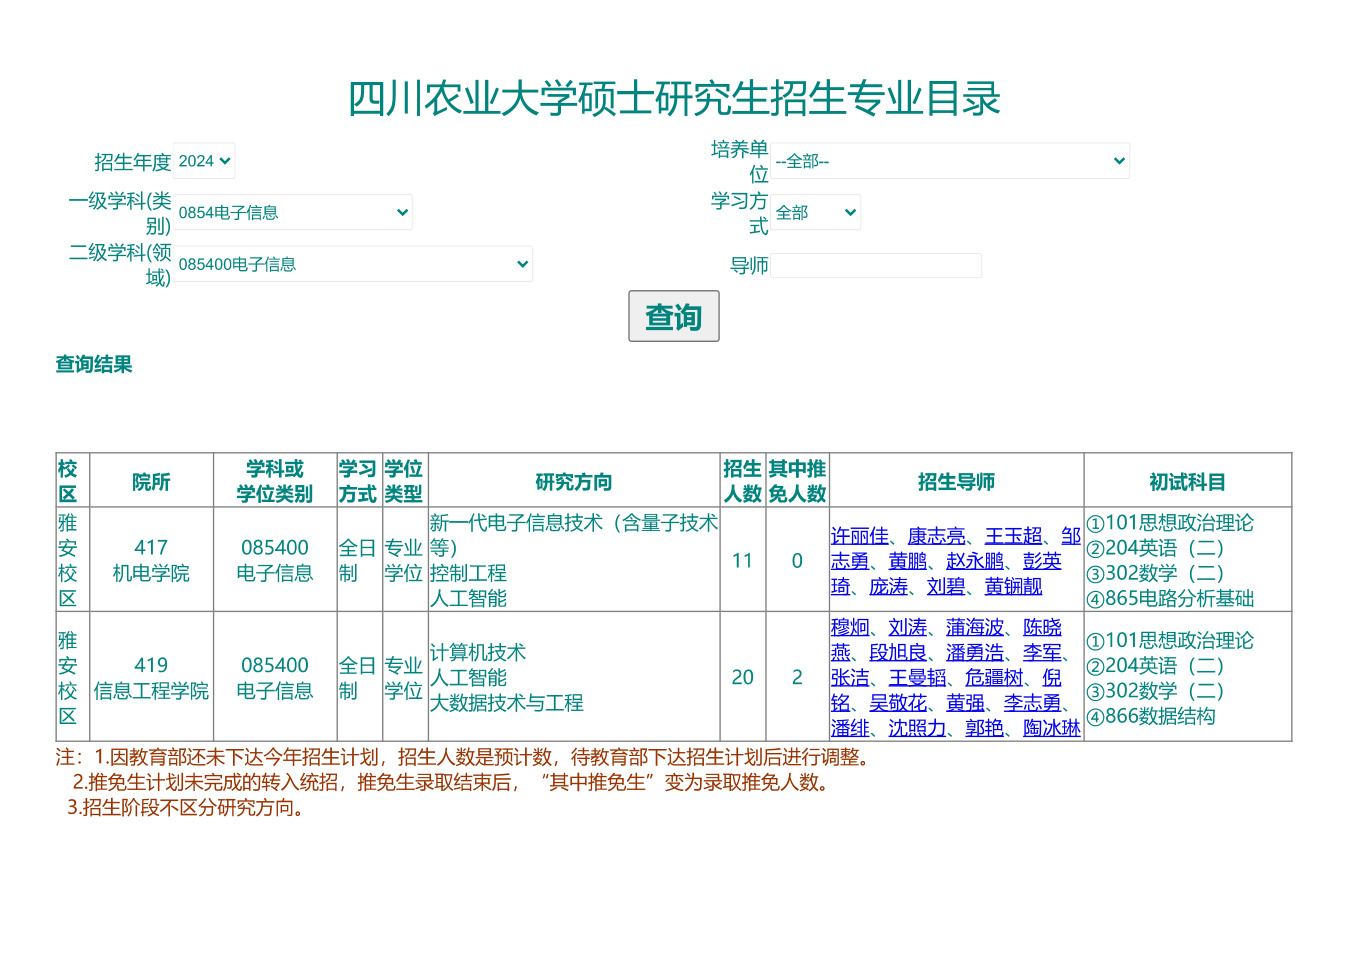 四川农业大学硕士研究生招生专业目录
招生年度 2024
培养单位 --全部--
一级学科(类别) 0854电子信息
学习方式 全部
二级学科(领域) 085400电子信息
导师
查询
查询结果
校区 院所 学科或学位类别 学习方式 学位类型 研究方向 招生人数 其中推免人数 招生导师 初试科目
雅安校区
417
机电学院
085400
电子信息
全日制
专业学位
新一代电子信息技术（含量子技术
等）
控制工程
人工智能
11
0
许丽佳、康志亮、王玉超、邹
志勇、黄鹏、赵永鹏、彭英
琦、庞涛、刘碧、黄锎靓
①101思想政治理论
②204英语（二）
③302数学（二）
④865电路分析基础
雅安校区
419
信息工程学院
085400
电子信息
全日制
专业学位
计算机技术
人工智能
大数据技术与工程
20
2
穆炯、刘涛、蒲海波、陈晓
燕、段旭良、潘勇浩、李军、
张洁、王曼韬、危疆树、倪
铭、吴敬花、黄强、李志勇、
潘绯、沈照力、郭艳、陶冰琳
①101思想政治理论
②204英语（二）
③302数学（二）
④866数据结构
注：1.因教育部还未下达今年招生计划，招生人数是预计数，待教育部下达招生计划后进行调整。
2.推免生计划未完成的转入统招，推免生录取结束后，“其中推免生”变为录取推免人数。
3.招生阶段不区分研究方向。